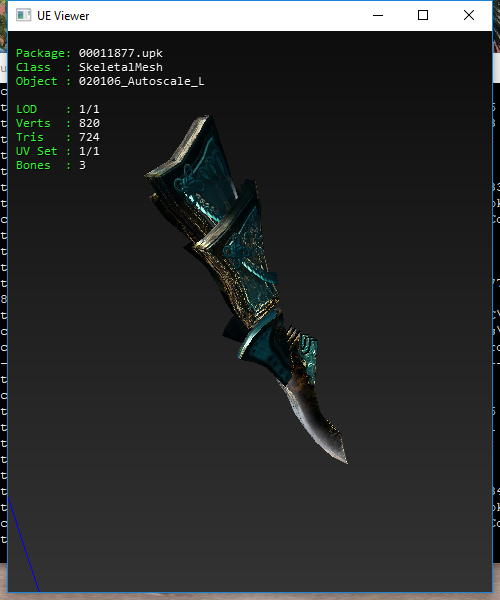 UE Viewer
Package: 00011877.upk
Class : SkeletalMesh
Object : 020106_Autoscale_L
LOD : 1/1
Verts : 820
Tris : 724
UV Set : 1/1
Bones : 3